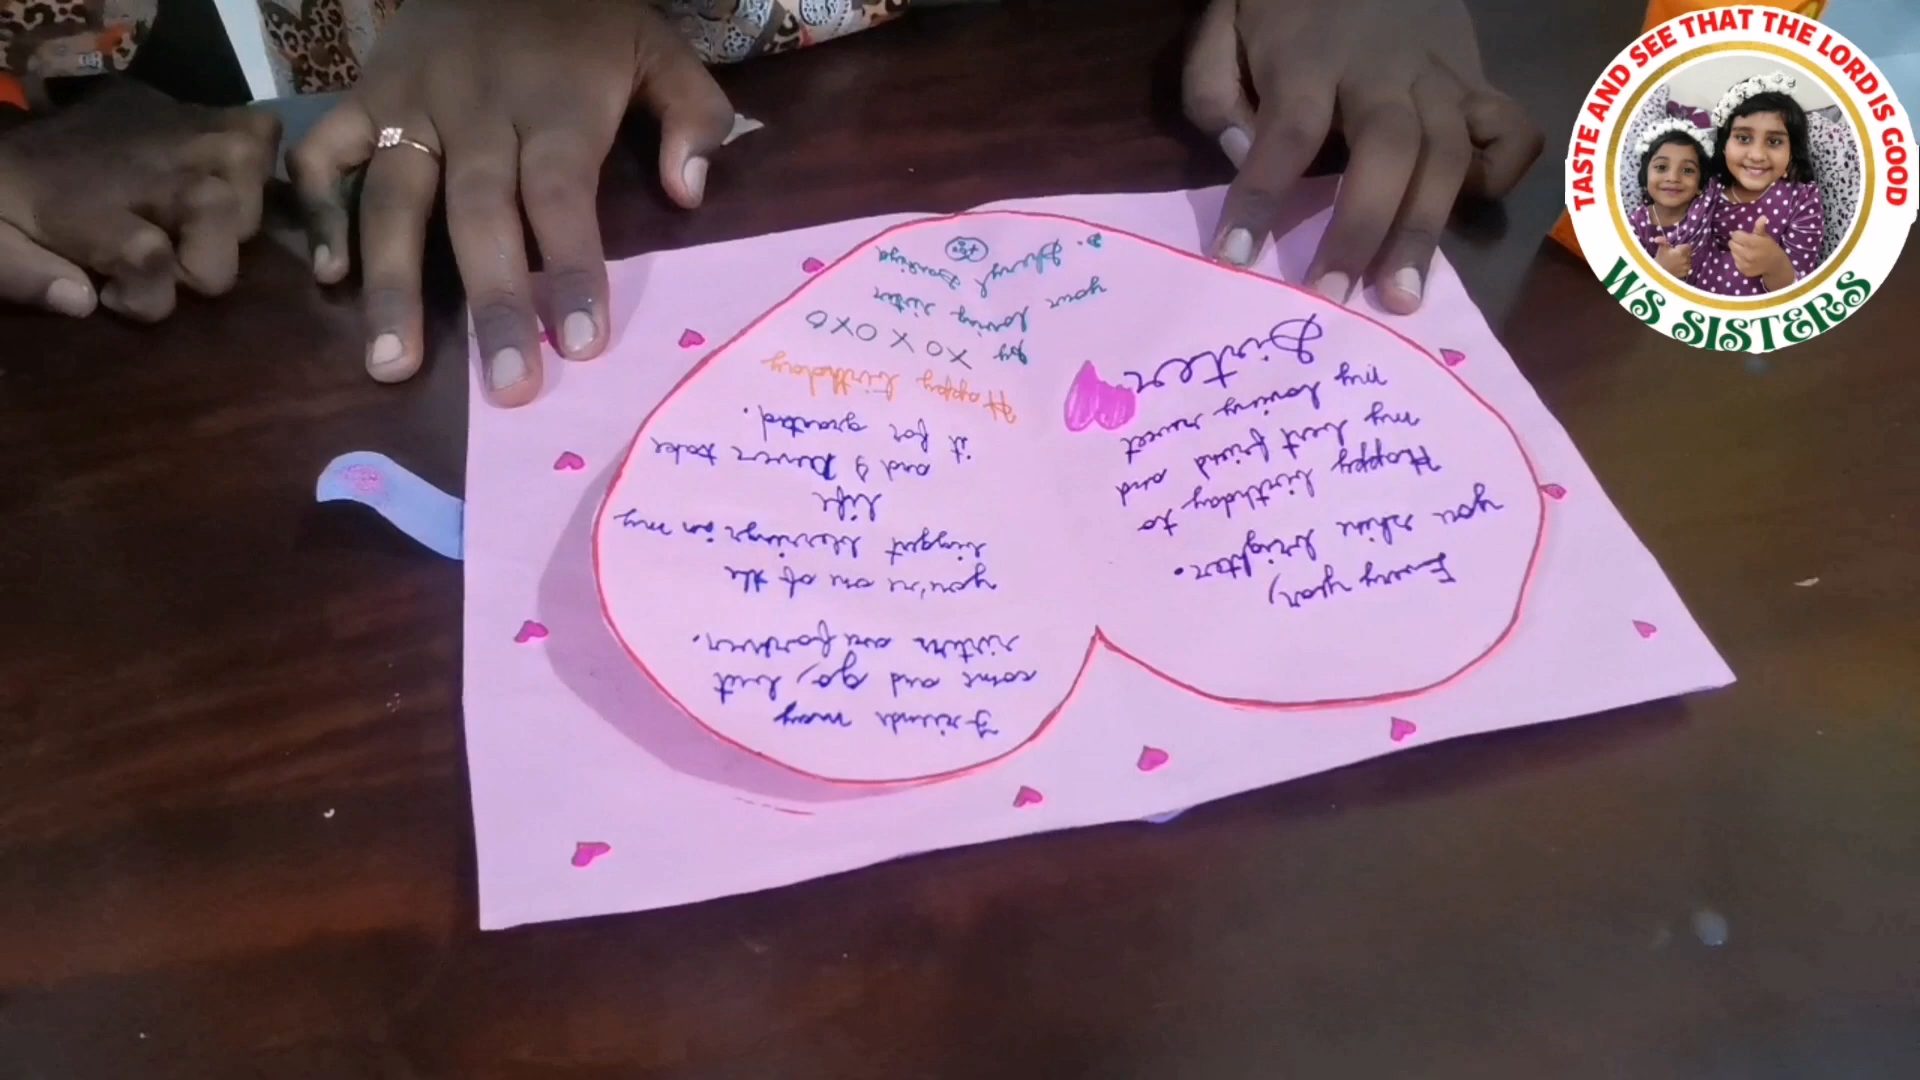 TASTE AND SEE THAT THE LORD IS GOOD
WS SISTERS
Every year,
you shine brighter.
Happy birthday to
my best friend and
my loving sweet
Sister
Friends may
come and go, but
sisters are forever.
you're one of the
biggest blessings in my
life
and I never take
it for granted.
Happy birthday
XOXOXO
by
your loving sister
P. Sheryl